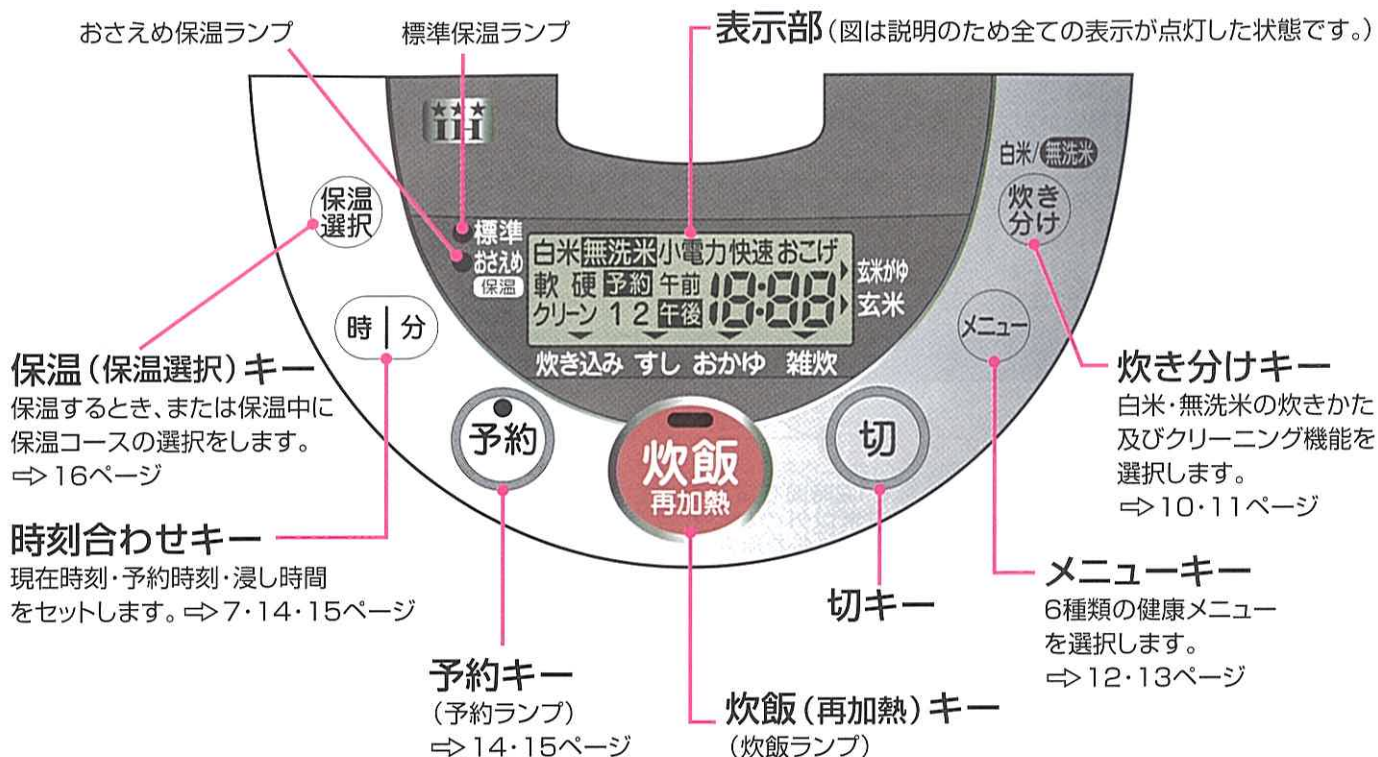 おさえめ保温ランプ
標準保温ランプ
表示部(図は説明のため全ての表示が点灯した状態です。)
★★★
IH
白米/無洗米
保温
選択
炊き
分け
標準
おさえめ
保温
白米 無洗米 小電力 快速 おこげ
軟 硬 予約 午前
クリーン 1 2 午後 18:88
玄米がゆ
玄米
炊き込み すし おかゆ 雑炊
時|分
メニュー
予約
炊飯
再加熱
切
保温(保温選択)キー
保温するとき、または保温中に
保温コースの選択をします。
⇨16ページ
時刻合わせキー
現在時刻・予約時刻・浸し時間
をセットします。⇨7・14・15ページ
炊き分けキー
白米・無洗米の炊きかた
及びクリーニング機能を
選択します。
⇨10・11ページ
メニューキー
6種類の健康メニュー
を選択します。
⇨12・13ページ
切キー
予約キー
(予約ランプ)
⇨14・15ページ
炊飯(再加熱)キー
(炊飯ランプ)